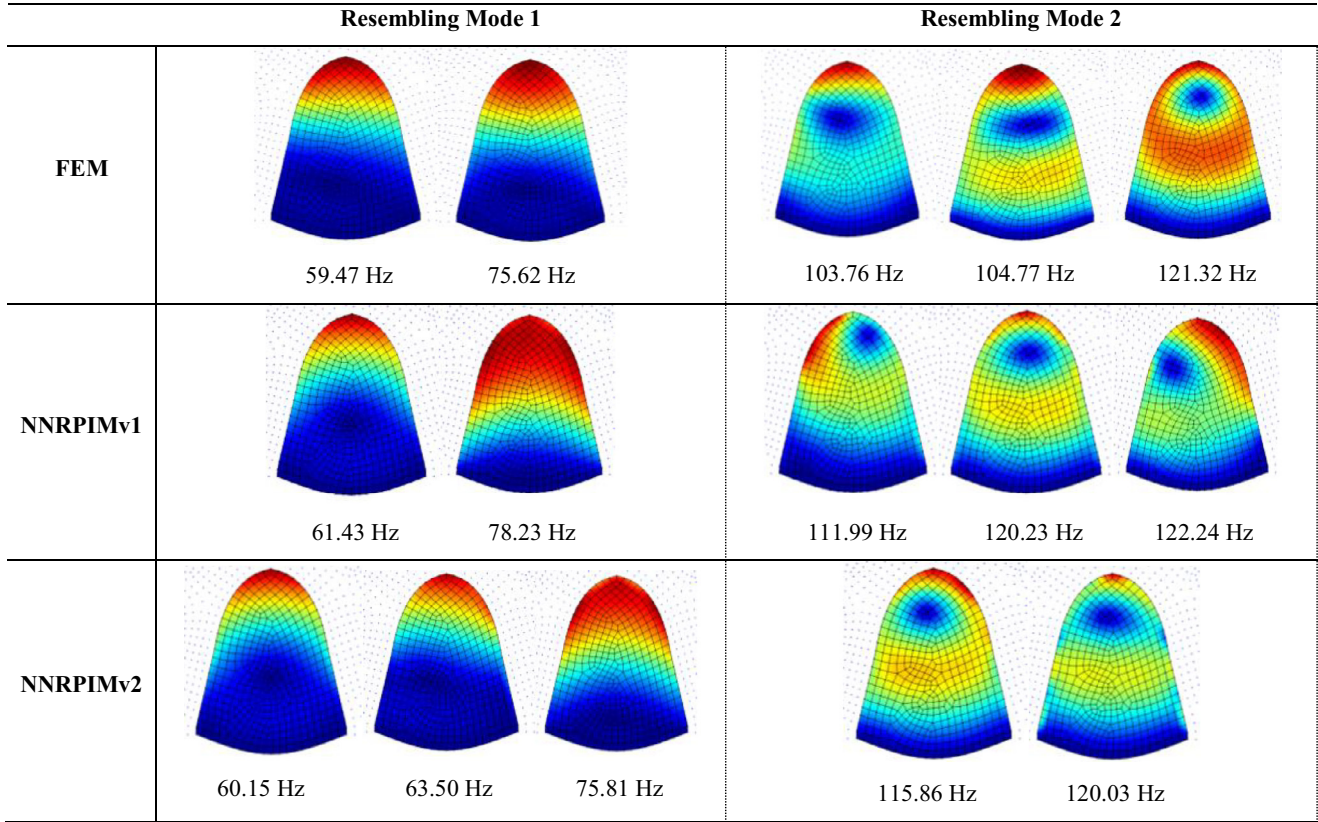 Resembling Mode 1 Resembling Mode 2
FEM
59.47 Hz 75.62 Hz 103.76 Hz 104.77 Hz 121.32 Hz
NNRPIMv1
61.43 Hz 78.23 Hz 111.99 Hz 120.23 Hz 122.24 Hz
NNRPIMv2
60.15 Hz 63.50 Hz 75.81 Hz 115.86 Hz 120.03 Hz